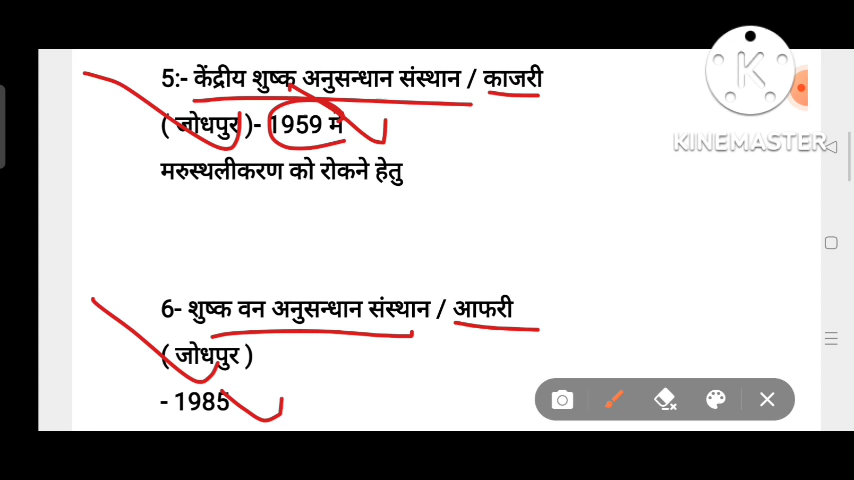 5:- केंद्रीय शुष्क अनुसन्धान संस्थान / काजरी
( जोधपुर )- 1959 में
मरुस्थलीकरण को रोकने हेतु
6- शुष्क वन अनुसन्धान संस्थान / आफरी
( जोधपुर )
- 1985
K
KINEMASTER